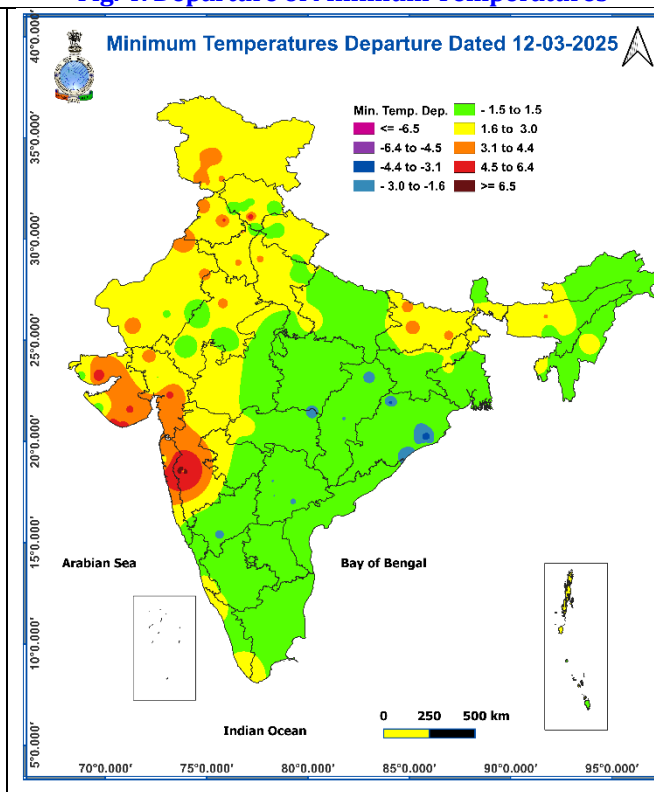 Minimum Temperatures Departure Dated 12-03-2025
Min. Temp. Dep.
<= -6.5
-6.4 to -4.5
-4.4 to -3.1
- 3.0 to -1.6
- 1.5 to 1.5
1.6 to 3.0
3.1 to 4.4
4.5 to 6.4
>= 6.5
40°0.000'
35°0.000'
30°0.000'
25°0.000'
20°0.000'
15°0.000'
10°0.000'
5°0.000'
Arabian Sea
Bay of Bengal
Indian Ocean
0 250 500 km
70°0.000' 75°0.000' 80°0.000' 85°0.000' 90°0.000' 95°0.000'